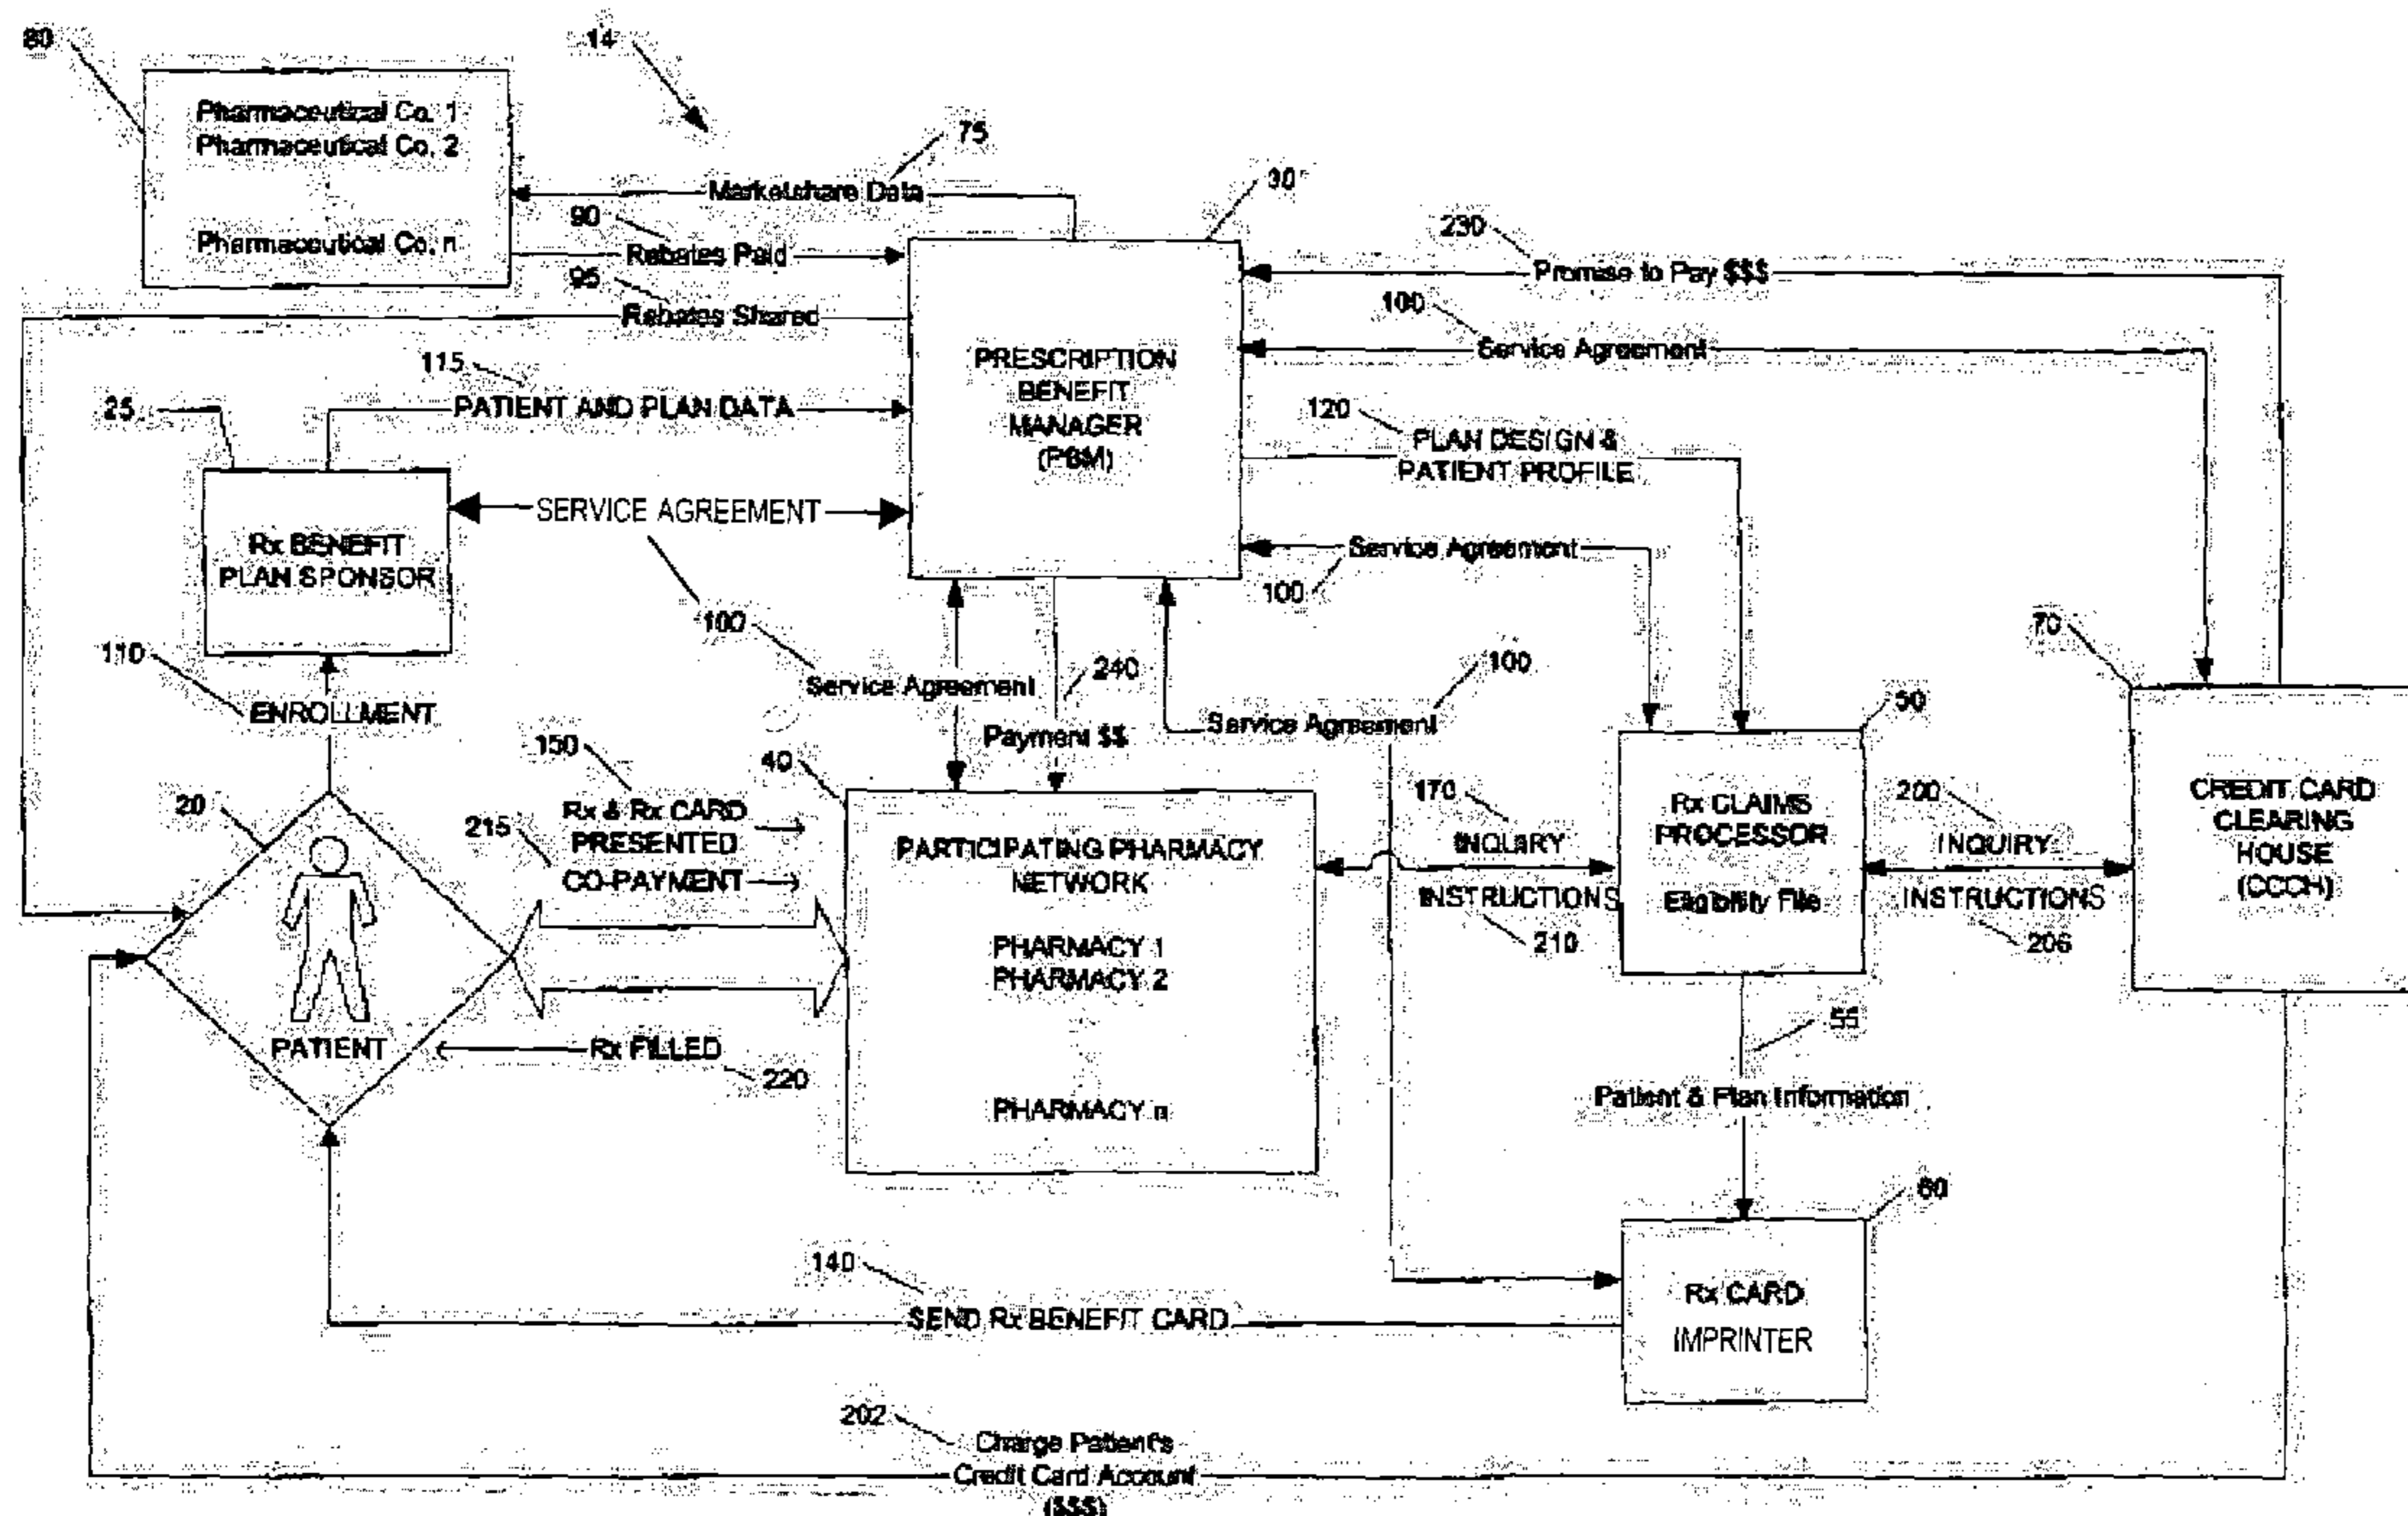 80
14
Pharmaceutical Co. 1
Pharmaceutical Co. 2
Pharmaceutical Co. n
75
Marketshare Data
90
Rebates Paid
95
Rebates Shared
30
230
Promise to Pay $$$
100
Service Agreement
PRESCRIPTION
BENEFIT
MANAGER
(PBM)
115
PATIENT AND PLAN DATA
25
120
PLAN DESIGN &
PATIENT PROFILE
SERVICE AGREEMENT
100
Rx BENEFIT
PLAN SPONSOR
Service Agreement
100
110
ENROLLMENT
Service Agreement
240
Payment $$
100
Service Agreement
70
50
20
150
Rx & Rx CARD
PRESENTED
215
CO-PAYMENT
40
PARTICIPATING PHARMACY
NETWORK
PHARMACY 1
PHARMACY 2
PHARMACY n
170
INQUIRY
INSTRUCTIONS
210
Rx CLAIMS
PROCESSOR
Eligibility File
200
INQUIRY
INSTRUCTIONS
206
CREDIT CARD
CLEARING
HOUSE
(CCCH)
PATIENT
Rx FILLED
220
55
Patient & Plan Information
60
Rx CARD
IMPRINTER
140
SEND Rx BENEFIT CARD
202
Charge Patient's
Credit Card Account
($$$)